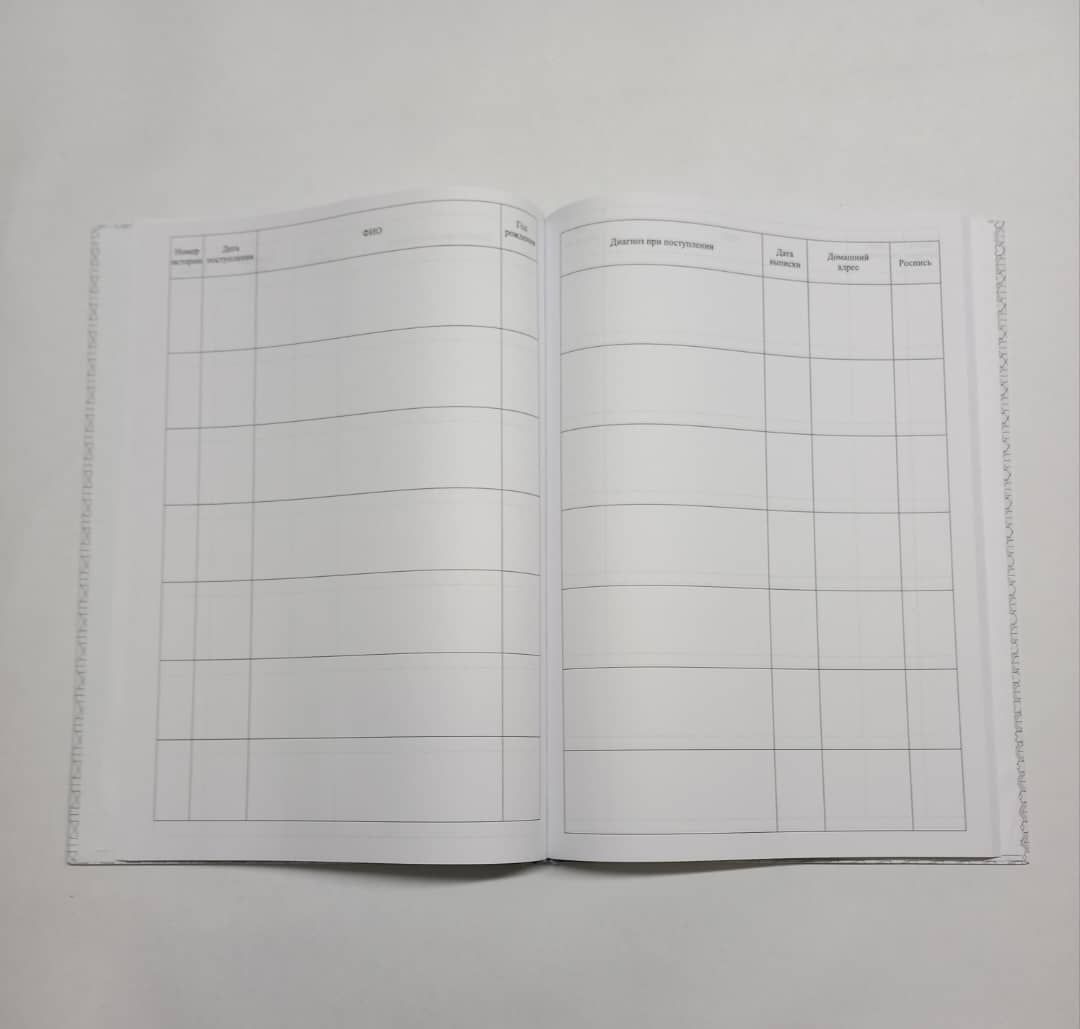 Номер
истории
Дата
поступления
ФИО
Год
рождения
Диагноз при поступлении
Дата
выписки
Домашний
адрес
Роспись